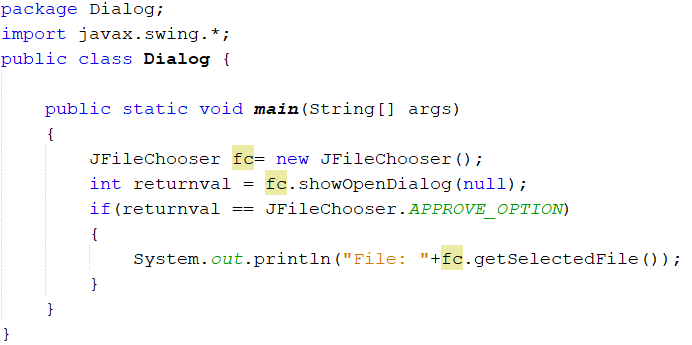 package Dialog;
import javax.swing.*;
public class Dialog {
public static void main(String[] args)
{
JFileChooser fc= new JFileChooser();
int returnval = fc.showOpenDialog(null);
if(returnval == JFileChooser.APPROVE_OPTION)
{
System.out.println("File: "+fc.getSelectedFile());
}
}
}